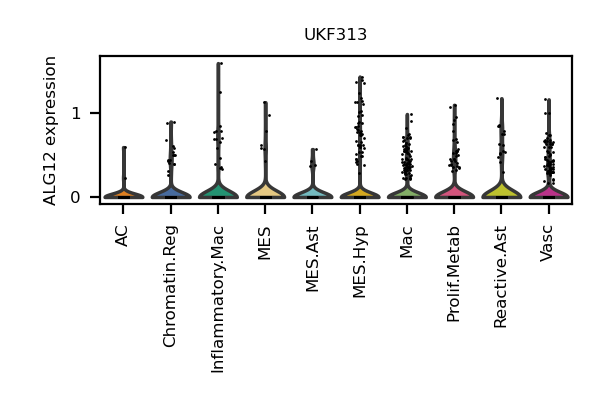 UKF313
ALG12 expression
1
0
AC
Chromatin.Reg
Inflammatory.Mac
MES
MES.Ast
MES.Hyp
Mac
Prolif.Metab
Reactive.Ast
Vasc